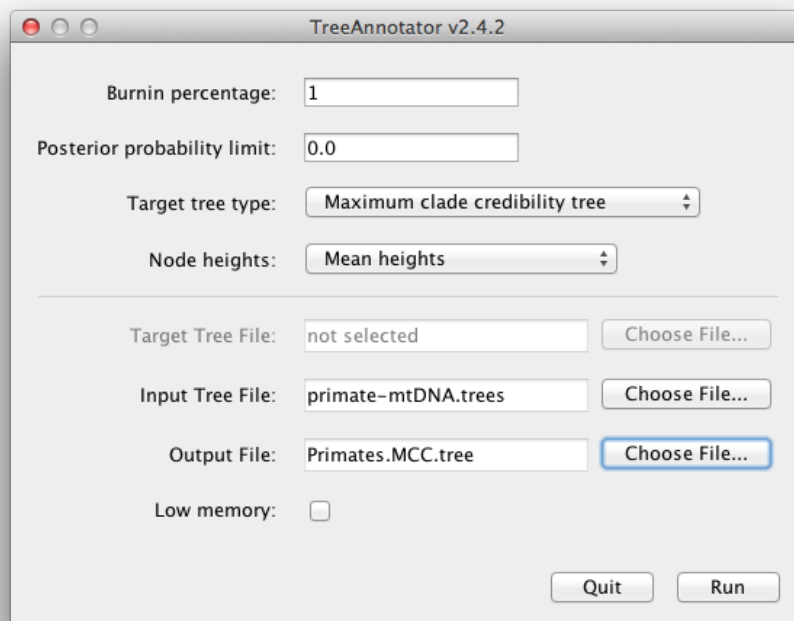 TreeAnnotator v2.4.2
Burnin percentage: 1
Posterior probability limit: 0.0
Target tree type: Maximum clade credibility tree
Node heights: Mean heights
Target Tree File: not selected Choose File...
Input Tree File: primate-mtDNA.trees Choose File...
Output File: Primates.MCC.tree Choose File...
Low memory:
Quit Run